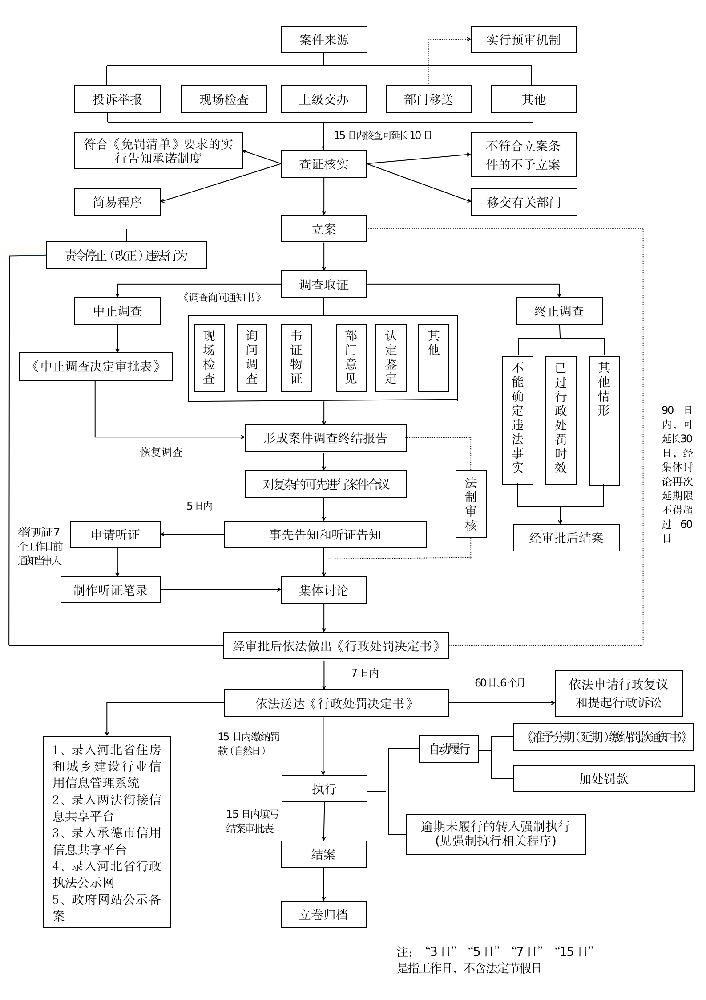 案件来源
实行预审机制
投诉举报
现场检查
上级交办
部门移送
其他
15 日内核查,可延长 10 日
符合《免罚清单》要求的实
行告知承诺制度
不符合立案条
件的不予立案
查证核实
简易程序
移交有关部门
立案
责令停止（改正）违法行为
调查取证
《调查询问通知书》
中止调查
终止调查
现场检查
询问调查
书证物证
部门意见
认定鉴定
其他
《中止调查决定审批表》
不能确定违法事实
已过行政处罚时效
其他情形
90 日
内，可
延长30
日，经
集体讨
论再次
延期限
不得超
过 60
日
形成案件调查终结报告
恢复调查
对复杂的可先进行案件合议
法制审核
5 日内
举行听证 7
个工作日前
通知当事人
申请听证
事先告知和听证告知
经审批后结案
制作听证笔录
集体讨论
经审批后依法做出《行政处罚决定书》
7 日内
60 日、6 个月
依法申请行政复议
和提起行政诉讼
依法送达《行政处罚决定书》
15 日内缴纳罚
款（自然日）
《准予分期（延期）缴纳罚款通知书》
自动履行
加处罚款
1、录入河北省住房
和城乡建设行业信
用信息管理系统
2、录入两法衔接信
息共享平台
3、录入承德市信用
信息共享平台
4、录入河北省行政
执法公示网
5、政府网站公示备
案
执行
15 日内填写
结案审批表
逾期未履行的转入强制执行
(见强制执行相关程序)
结案
立卷归档
注：“3 日”“5 日”“7 日”“15 日”
是指工作日，不含法定节假日